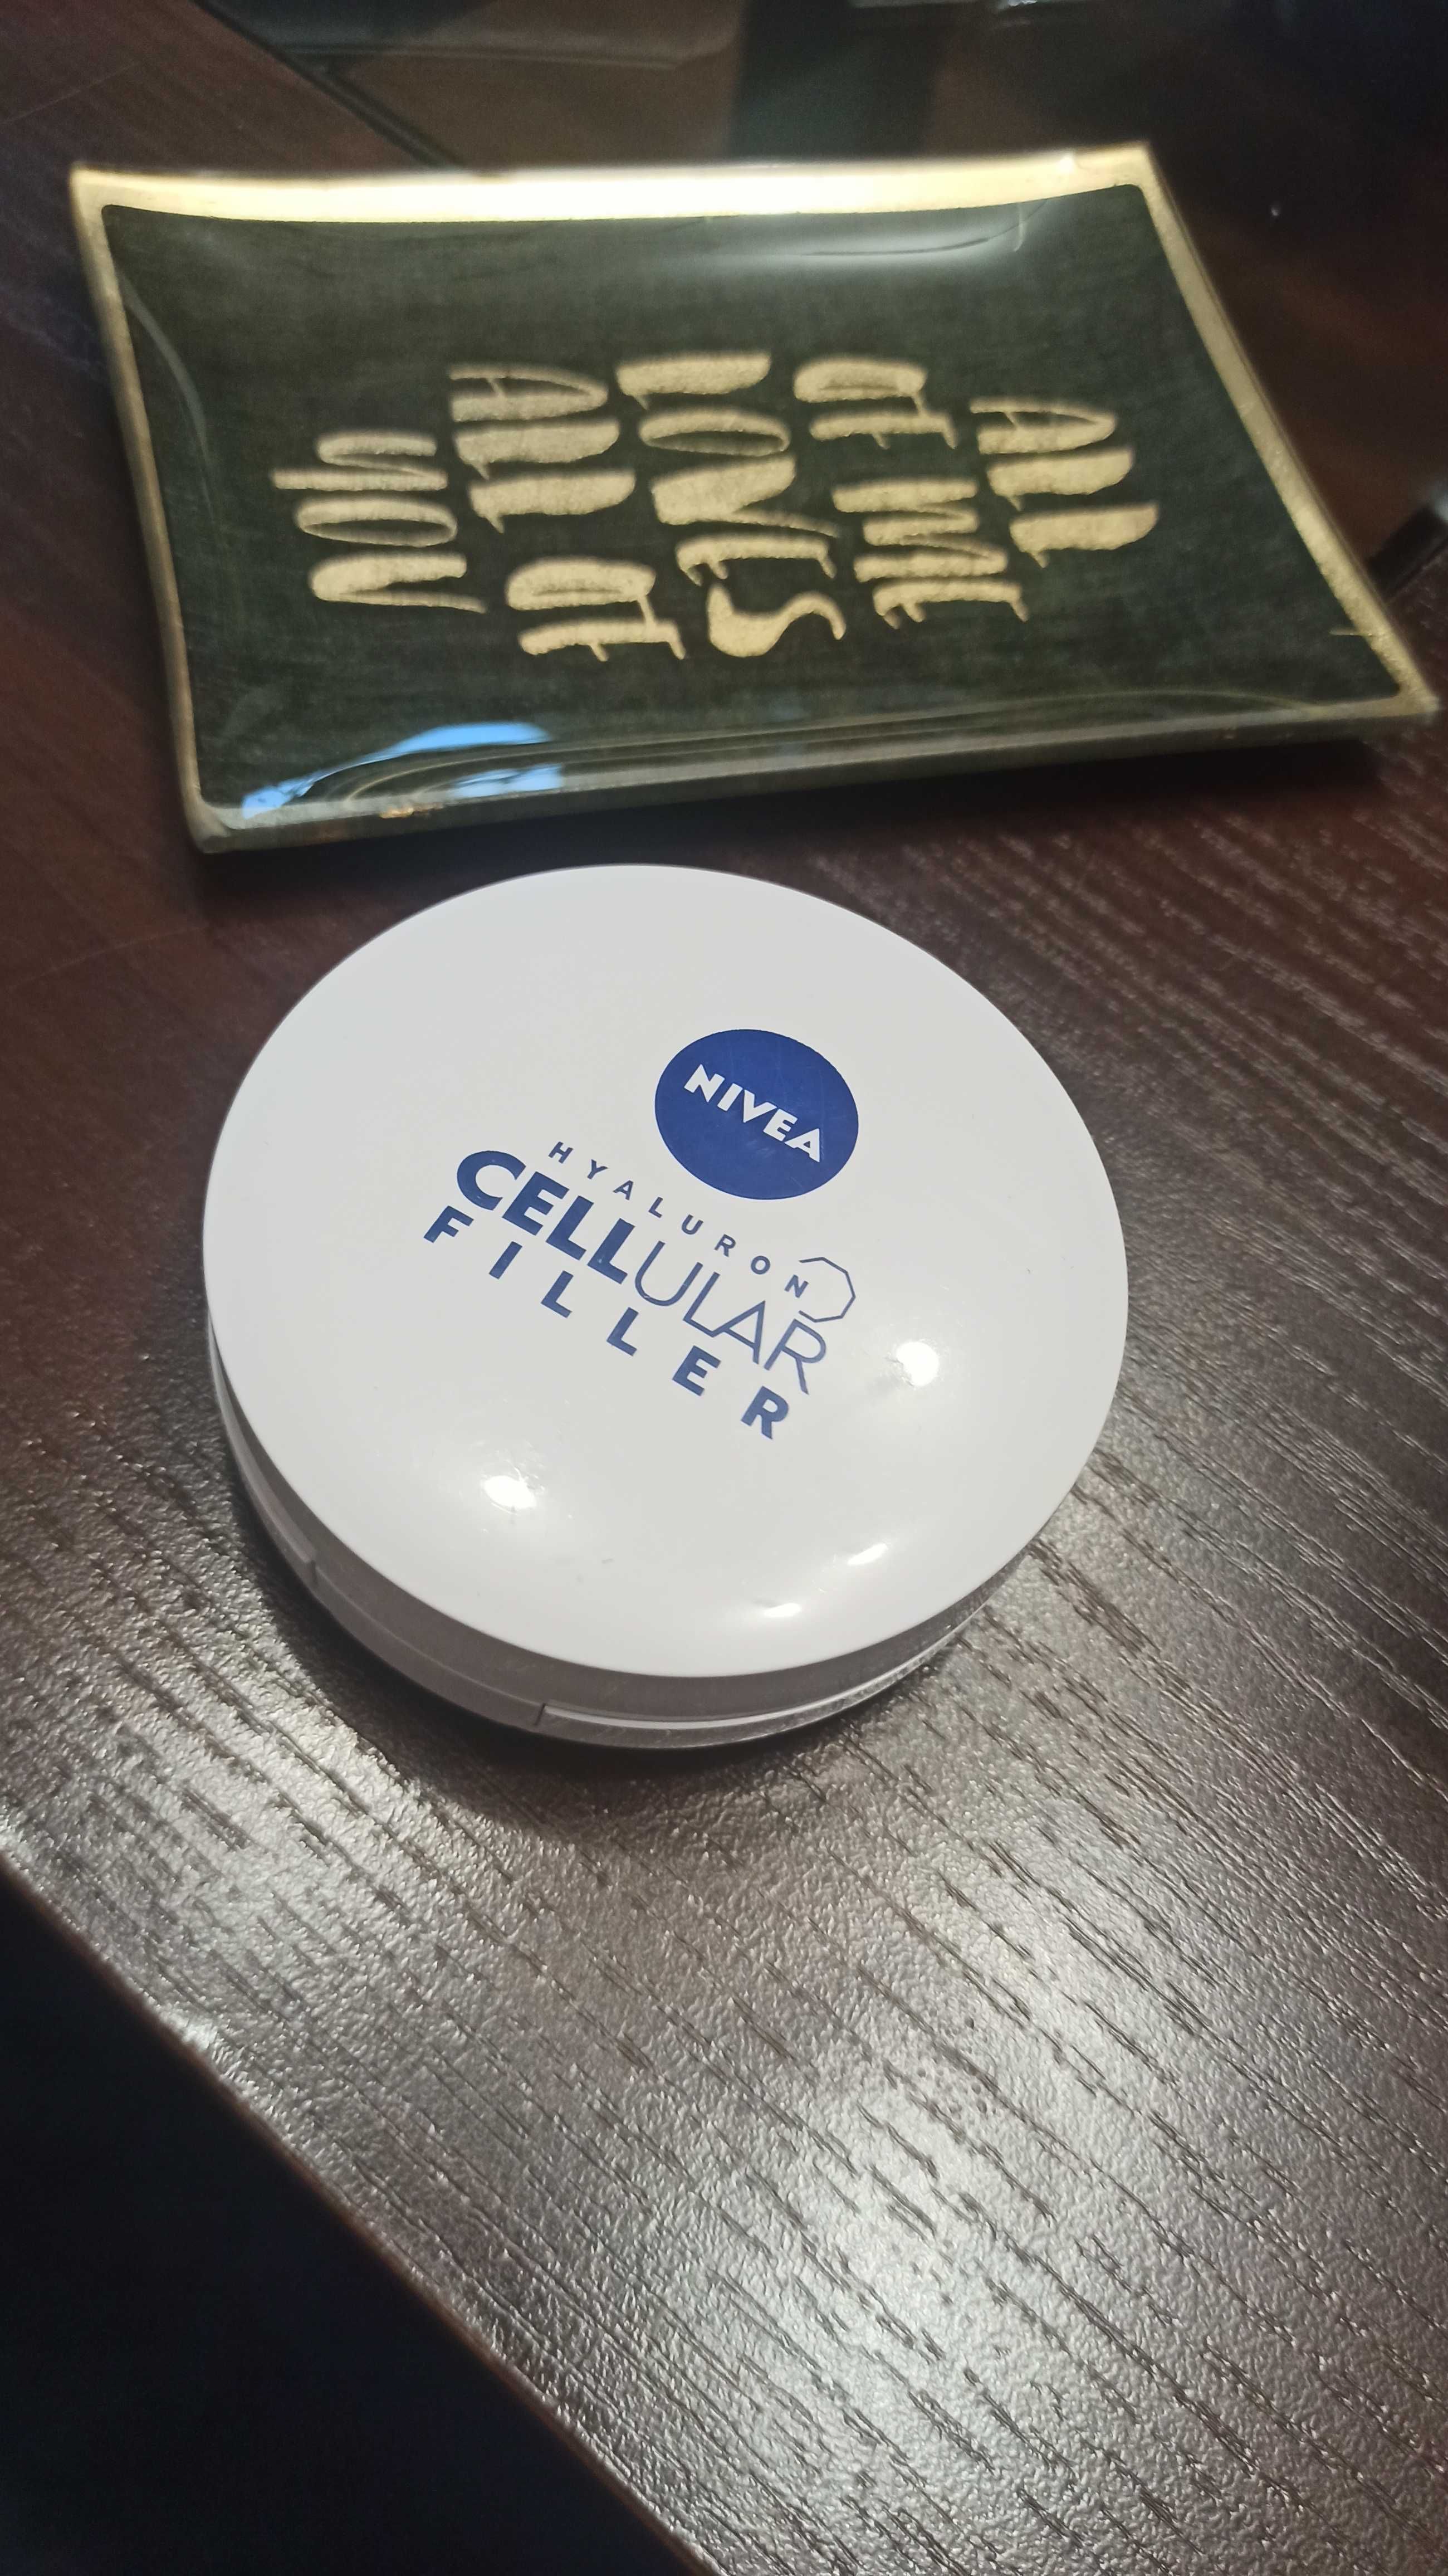 ALL
OF ME
LOVES
ALL OF
YOU
NIVEA
HYALURON
CELLULAR
FILLER